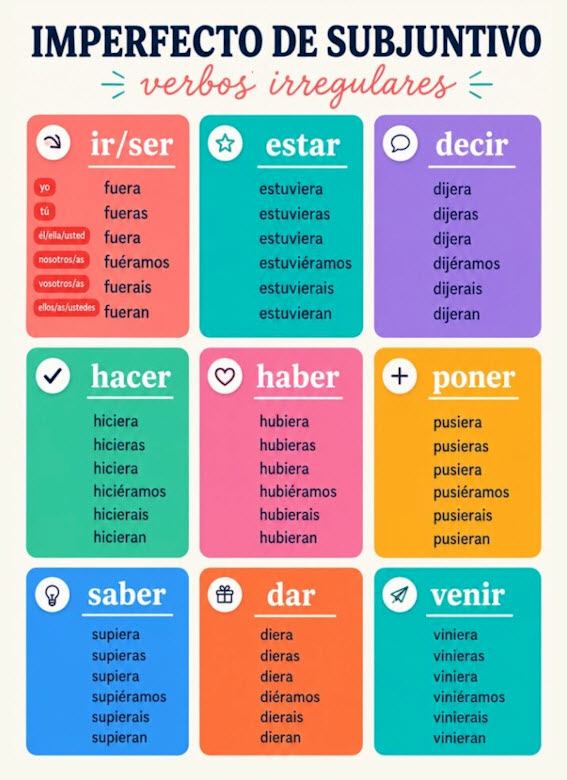 IMPERFECTO DE SUBJUNTIVO
verbos irregulares
ir/ser
yo fuera
tú fueras
él/ella/usted fuera
nosotros/as fuéramos
vosotros/as fuerais
ellos/as/ustedes fueran
estar
estuviera
estuvieras
estuviera
estuviéramos
estuvierais
estuvieran
decir
dijera
dijeras
dijera
dijéramos
dijerais
dijeran
hacer
hiciera
hicieras
hiciera
hiciéramos
hicierais
hicieran
haber
hubiera
hubieras
hubiera
hubiéramos
hubierais
hubieran
poner
pusiera
pusieras
pusiera
pusiéramos
pusierais
pusieran
saber
supiera
supieras
supiera
supiéramos
supierais
supieran
dar
diera
dieras
diera
diéramos
dierais
dieran
venir
viniera
vinieras
viniera
viniéramos
vinierais
vinieran